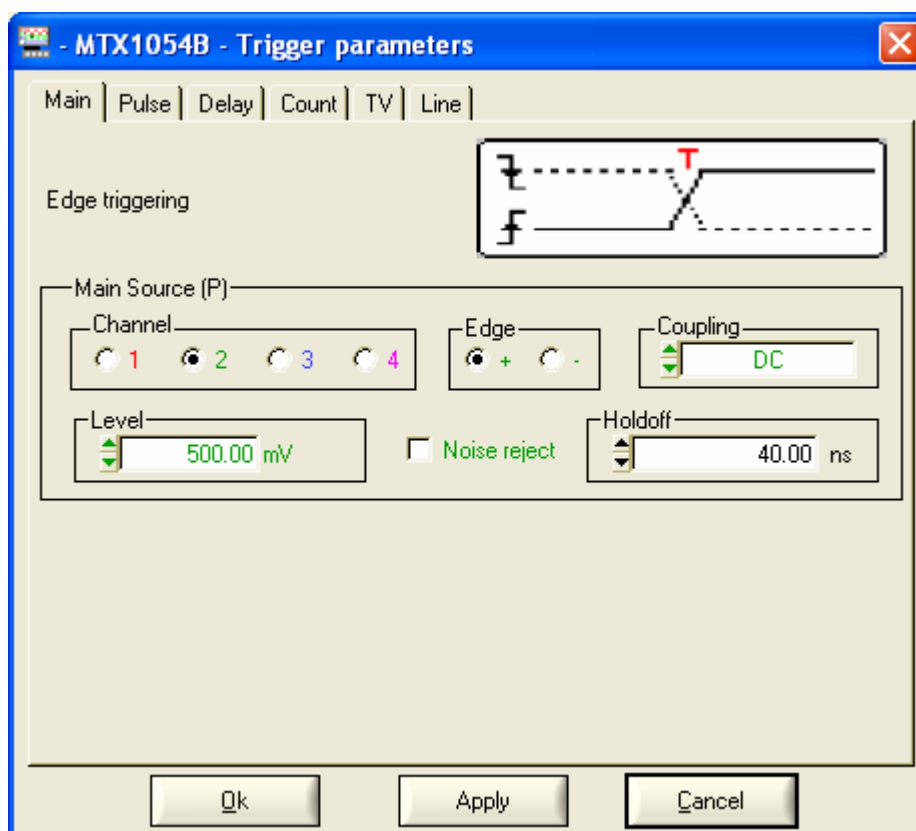 - MTX1054B - Trigger parameters
Main Pulse Delay Count TV Line
T
Edge triggering
Main Source (P)
Channel Edge Coupling
1 2 3 4 + - DC
Level Holdoff
500.00 mV Noise reject 40.00 ns
Ok Apply Cancel